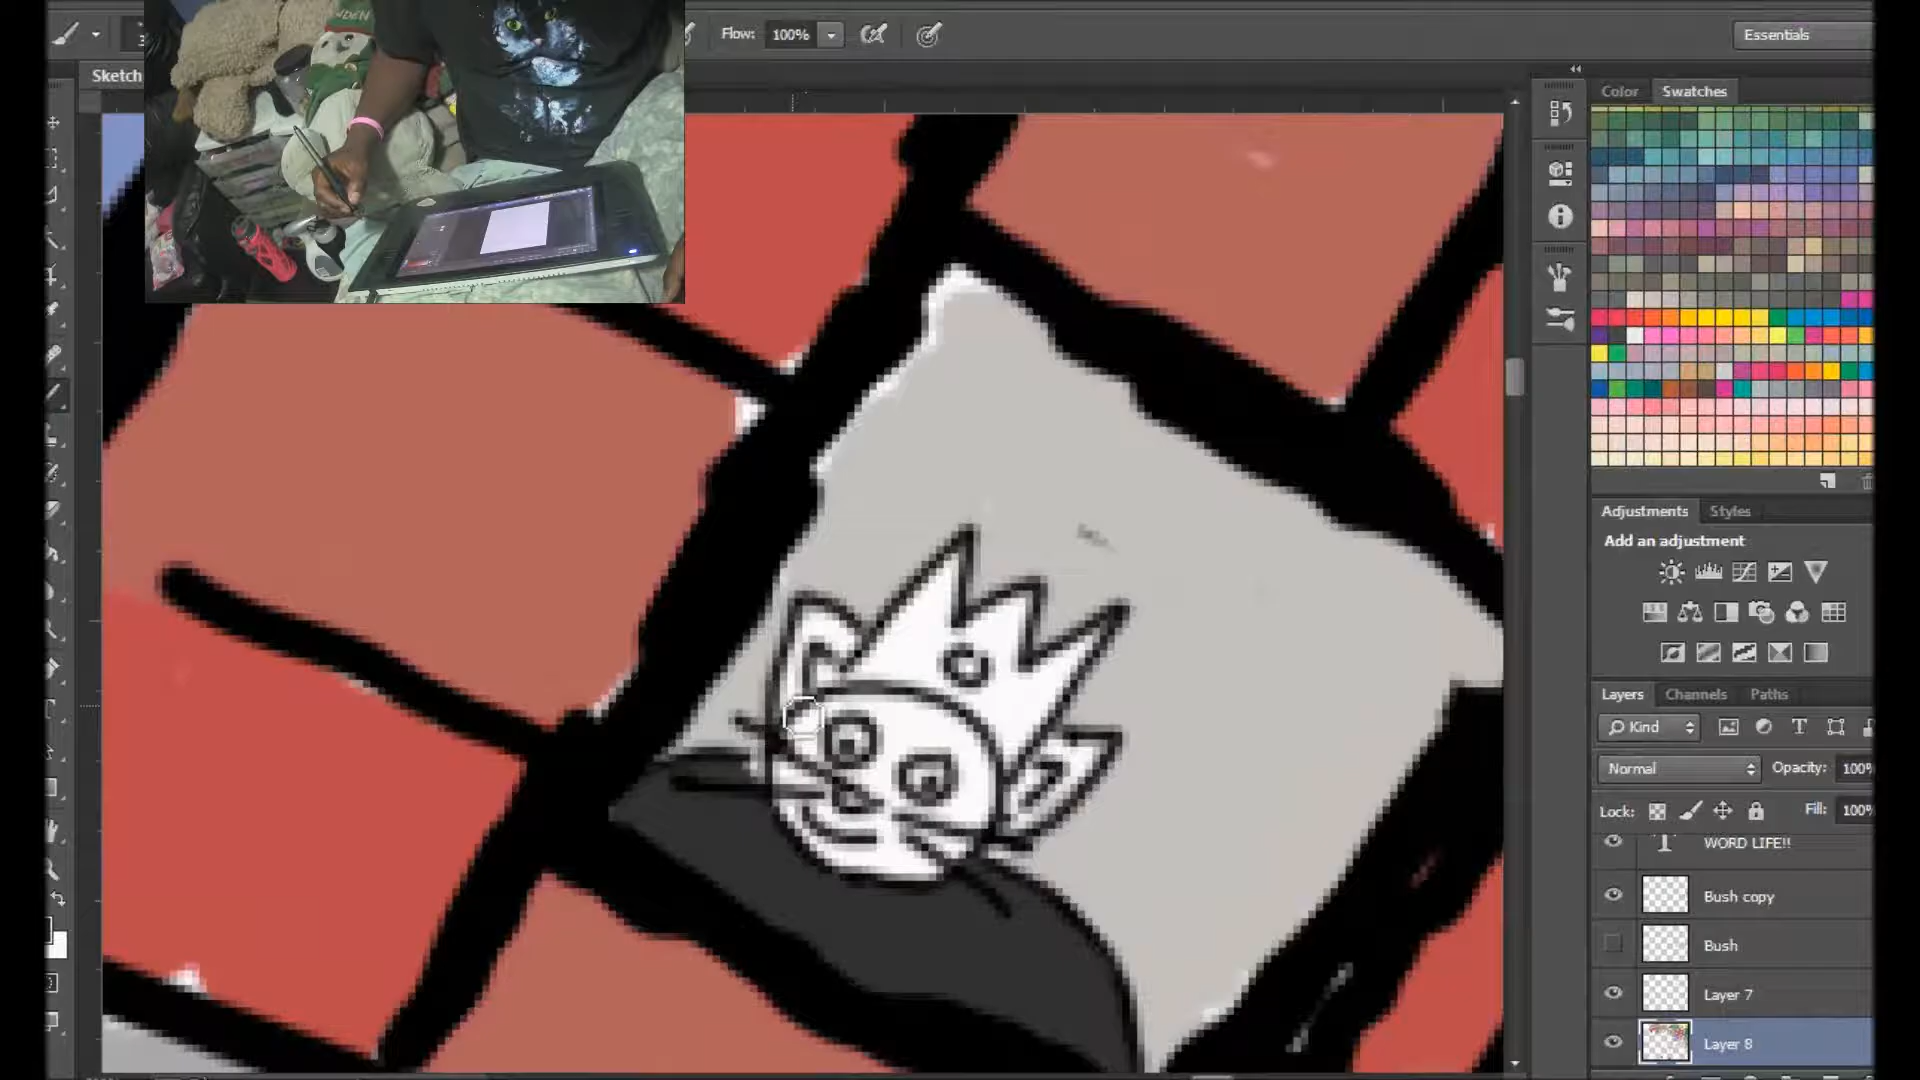 Flow: 100%
Essentials
Sketch
Color Swatches
Adjustments Styles
Add an adjustment
Layers Channels Paths
Kind
Normal Opacity: 100%
Lock: Fill: 100%
WORD LIFE!!
Bush copy
Bush
Layer 7
Layer 8